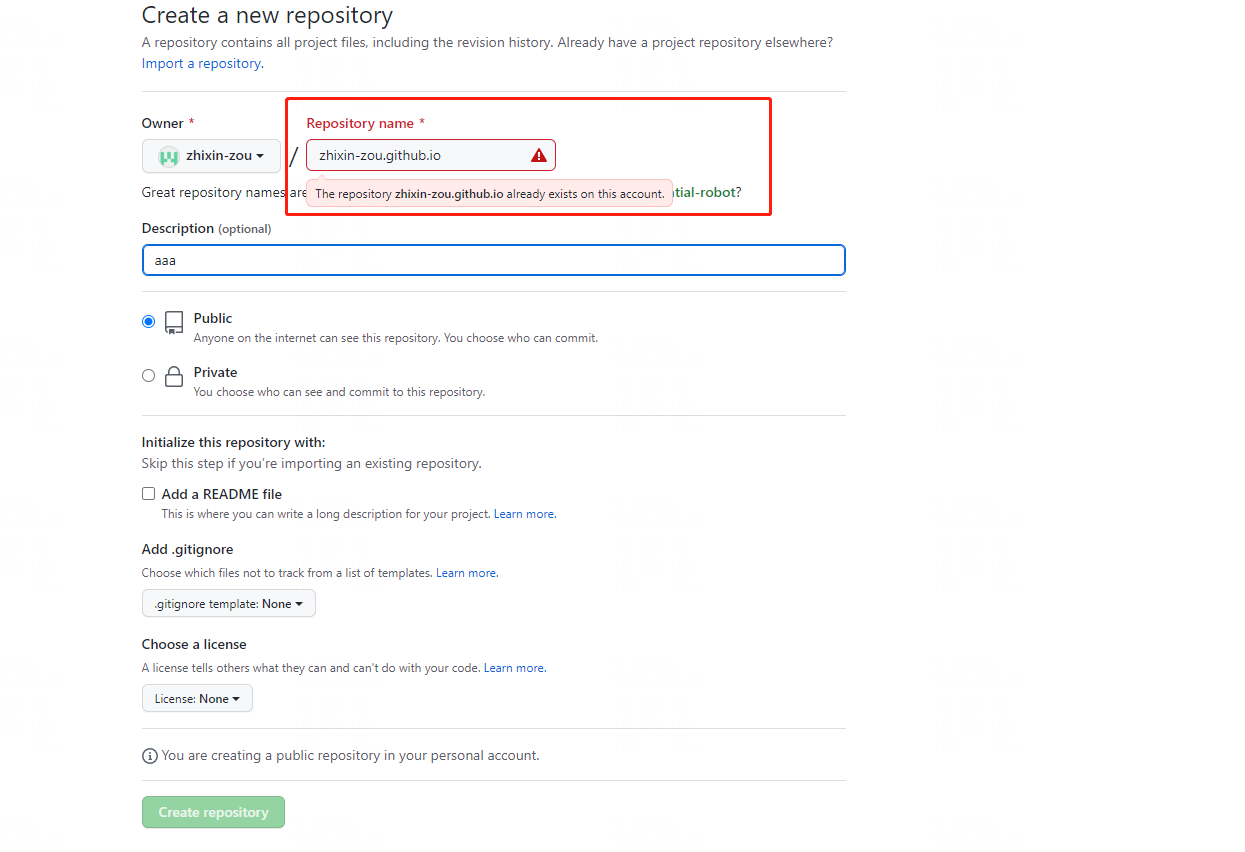 Create a new repository
A repository contains all project files, including the revision history. Already have a project repository elsewhere?
Import a repository.
Owner *
Repository name *
zhixin-zou
/
zhixin-zou.github.io
Great repository names are
The repository zhixin-zou.github.io already exists on this account.
tial-robot?
Description (optional)
aaa
Public
Anyone on the internet can see this repository. You choose who can commit.
Private
You choose who can see and commit to this repository.
Initialize this repository with:
Skip this step if you’re importing an existing repository.
Add a README file
This is where you can write a long description for your project. Learn more.
Add .gitignore
Choose which files not to track from a list of templates. Learn more.
.gitignore template: None
Choose a license
A license tells others what they can and can't do with your code. Learn more.
License: None
You are creating a public repository in your personal account.
Create repository